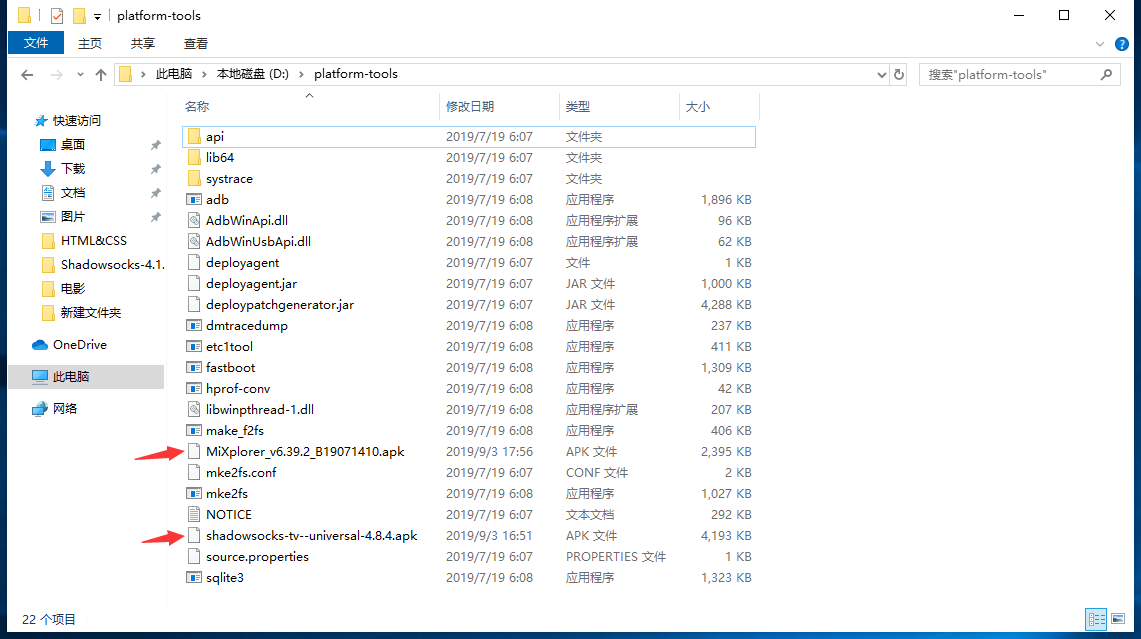 platform-tools
文件 主页 共享 查看
此电脑 本地磁盘 (D:) platform-tools 搜索"platform-tools"
名称 修改日期 类型 大小
快速访问
桌面
下载
文档
图片
HTML&CSS
Shadowsocks-4.1.
电影
新建文件夹
OneDrive
此电脑
网络
api 2019/7/19 6:07 文件夹
lib64 2019/7/19 6:07 文件夹
systrace 2019/7/19 6:07 文件夹
adb 2019/7/19 6:08 应用程序 1,896 KB
AdbWinApi.dll 2019/7/19 6:08 应用程序扩展 96 KB
AdbWinUsbApi.dll 2019/7/19 6:08 应用程序扩展 62 KB
deployagent 2019/7/19 6:07 文件 1 KB
deployagent.jar 2019/7/19 6:07 JAR 文件 1,000 KB
deploypatchgenerator.jar 2019/7/19 6:07 JAR 文件 4,288 KB
dmtracedump 2019/7/19 6:08 应用程序 237 KB
etc1tool 2019/7/19 6:08 应用程序 411 KB
fastboot 2019/7/19 6:08 应用程序 1,309 KB
hprof-conv 2019/7/19 6:08 应用程序 42 KB
libwinpthread-1.dll 2019/7/19 6:08 应用程序扩展 207 KB
make_f2fs 2019/7/19 6:08 应用程序 406 KB
MiXplorer_v6.39.2_B19071410.apk 2019/9/3 17:56 APK 文件 2,395 KB
mke2fs.conf 2019/7/19 6:07 CONF 文件 2 KB
mke2fs 2019/7/19 6:08 应用程序 1,027 KB
NOTICE 2019/7/19 6:07 文本文档 292 KB
shadowsocks-tv--universal-4.8.4.apk 2019/9/3 16:51 APK 文件 4,193 KB
source.properties 2019/7/19 6:07 PROPERTIES 文件 1 KB
sqlite3 2019/7/19 6:08 应用程序 1,323 KB
22 个项目